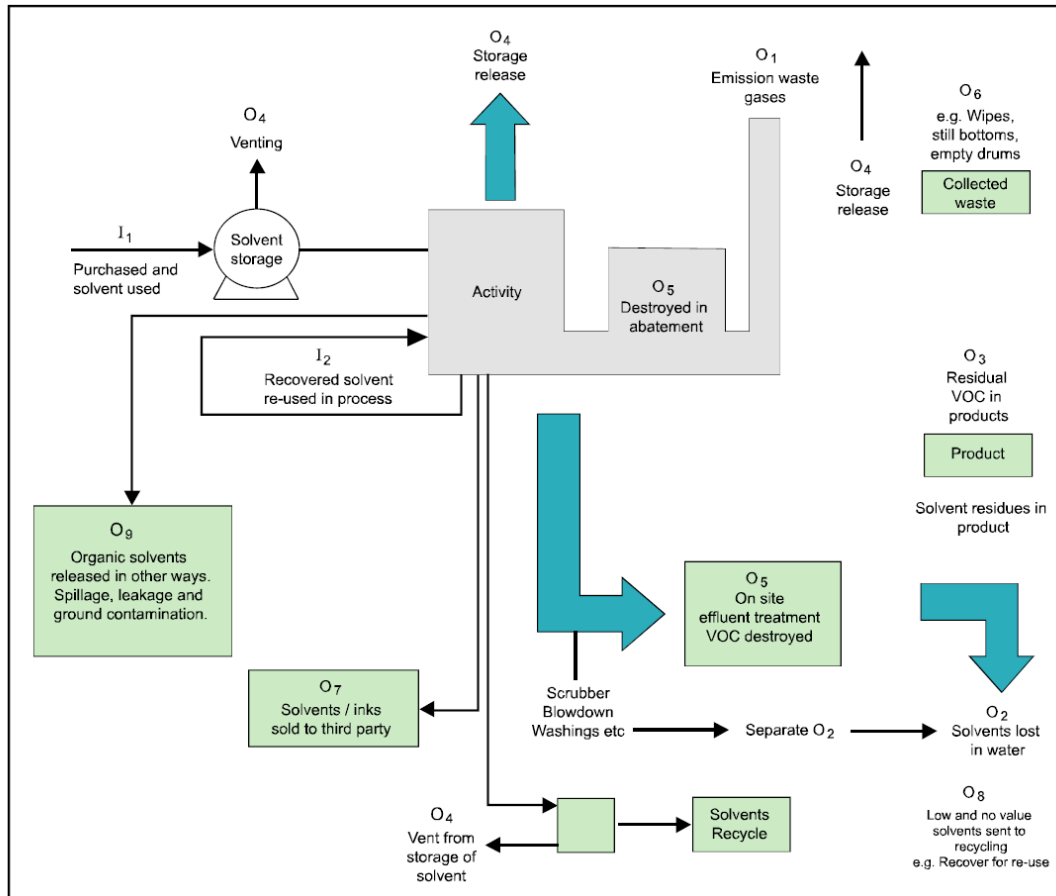 O4
Storage
release
O1
Emission waste
gases
O4
Storage
release
O6
e.g. Wipes,
still bottoms,
empty drums
Collected
waste
O4
Venting
I1
Purchased and
solvent used
Solvent
storage
Activity
O5
Destroyed in
abatement
I2
Recovered solvent
re-used in process
O3
Residual
VOC in
products
Product
Solvent residues in
product
O9
Organic solvents
released in other ways.
Spillage, leakage and
ground contamination.
O5
On site
effluent treatment
VOC destroyed
O7
Solvents / inks
sold to third party
Scrubber
Blowdown
Washings etc
Separate O2
O2
Solvents lost
in water
O4
Vent from
storage of
solvent
Solvents
Recycle
O8
Low and no value
solvents sent to
recycling
e.g. Recover for re-use